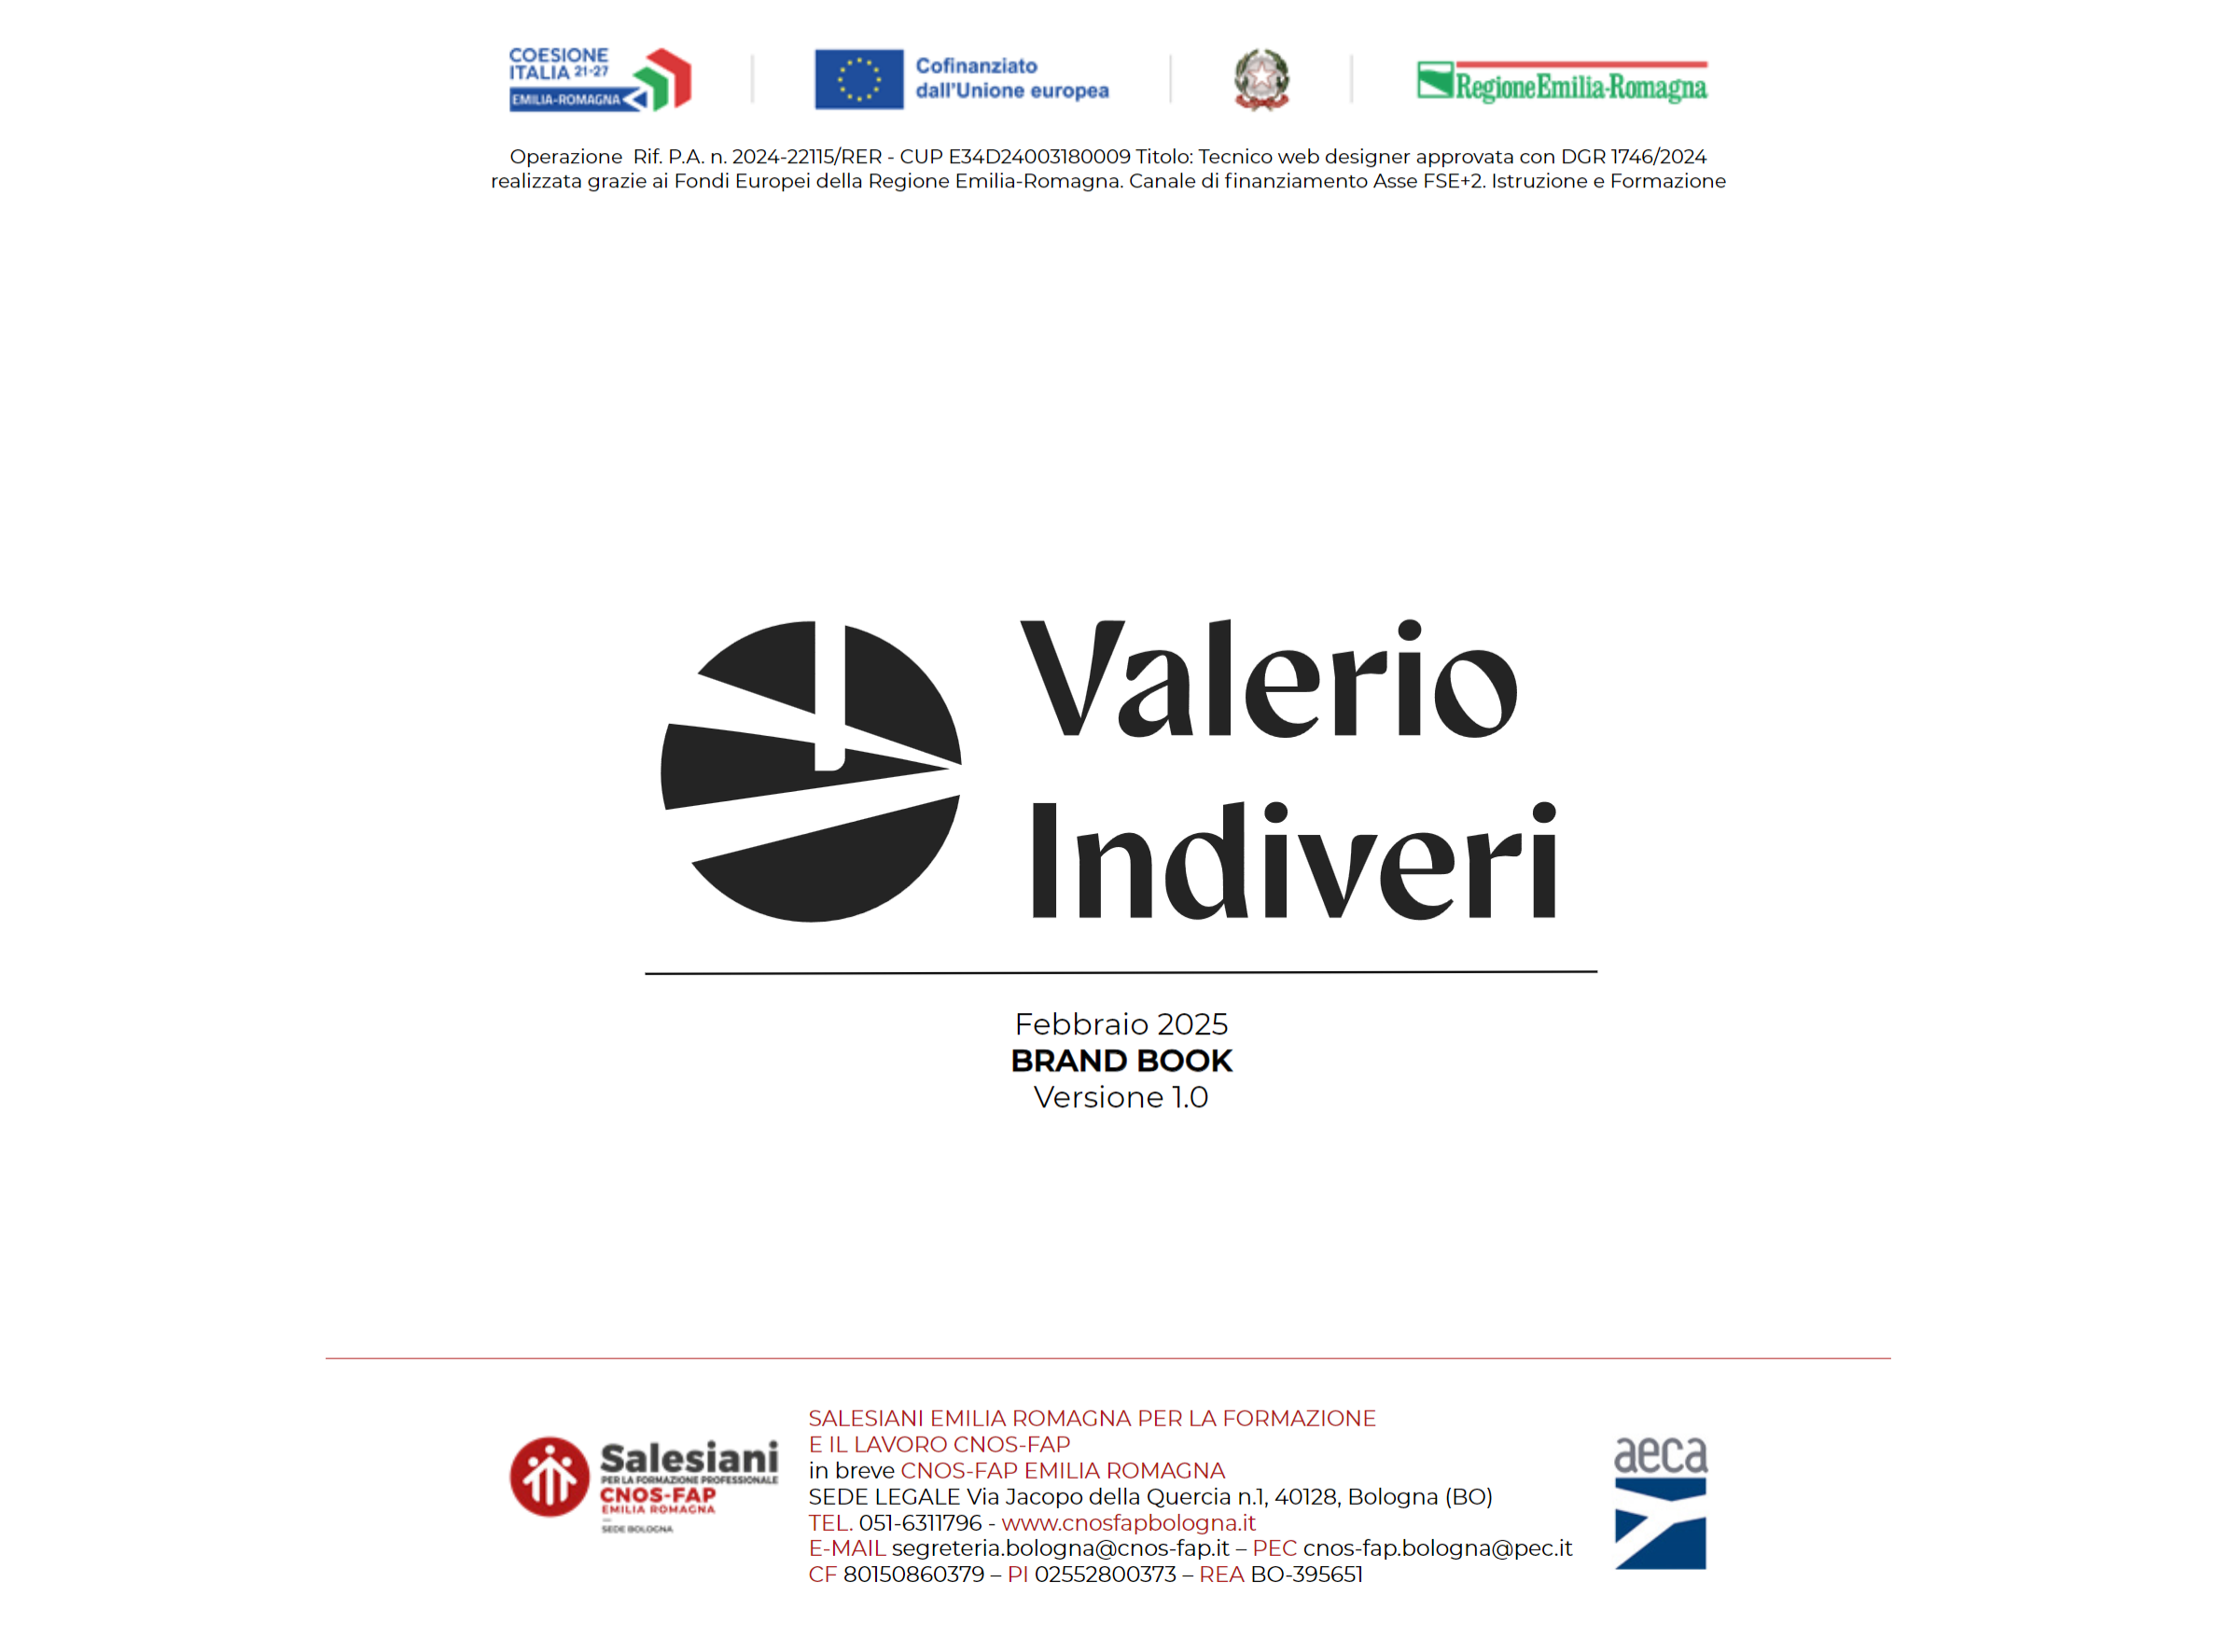 COESIONE
ITALIA 21-27
EMILIA-ROMAGNA
Cofinanziato
dall'Unione europea
RegioneEmilia-Romagna
Operazione  Rif. P.A. n. 2024-22115/RER - CUP E34D24003180009 Titolo: Tecnico web designer approvata con DGR 1746/2024
realizzata grazie ai Fondi Europei della Regione Emilia-Romagna. Canale di finanziamento Asse FSE+2. Istruzione e Formazione
Valerio
Indiveri
Febbraio 2025
BRAND BOOK
Versione 1.0
Salesiani
PER LA FORMAZIONE PROFESSIONALE
CNOS-FAP
EMILIA ROMAGNA
SEDE BOLOGNA
SALESIANI EMILIA ROMAGNA PER LA FORMAZIONE
E IL LAVORO CNOS-FAP
in breve CNOS-FAP EMILIA ROMAGNA
SEDE LEGALE Via Jacopo della Quercia n.1, 40128, Bologna (BO)
TEL. 051-6311796 - www.cnosfapbologna.it
E-MAIL segreteria.bologna@cnos-fap.it – PEC cnos-fap.bologna@pec.it
CF 80150860379 – PI 02552800373 – REA BO-395651
aeca